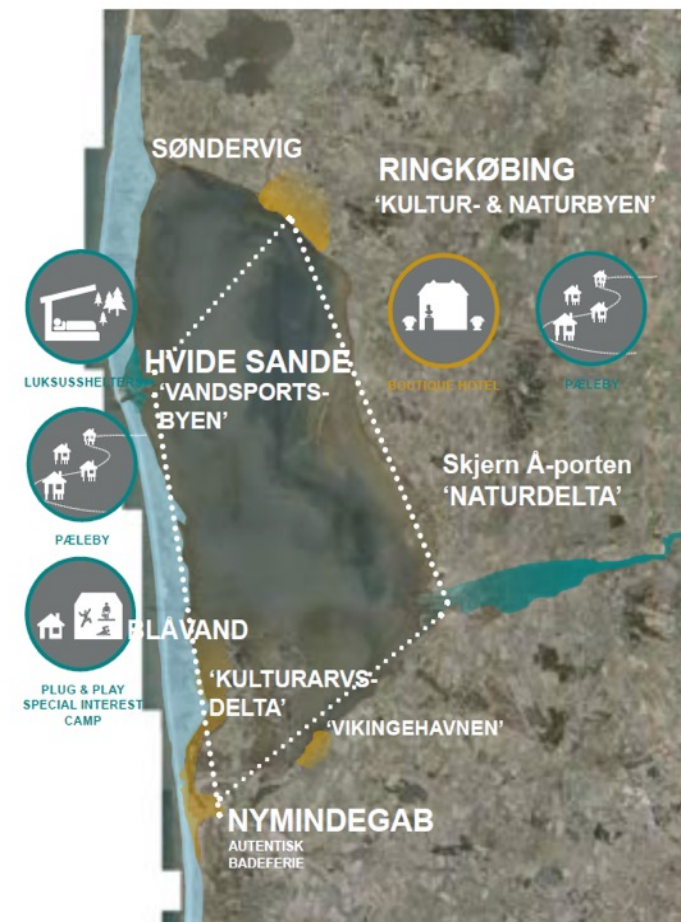 SØNDERVIG
RINGKØBING
‘KULTUR- & NATURBYEN’
LUKSUSSHELTERS
HVIDE SANDE
‘VANDSPORTS-
BYEN’
BOUTIQUE HOTEL
PÆLEBY
Skjern Å-porten
‘NATURDELTA’
PÆLEBY
BLÅVAND
PLUG & PLAY
SPECIAL INTEREST
CAMP
‘KULTURARVS-
DELTA’
‘VIKINGEHAVNEN’
NYMINDEGAB
AUTENTISK
BADEFERIE